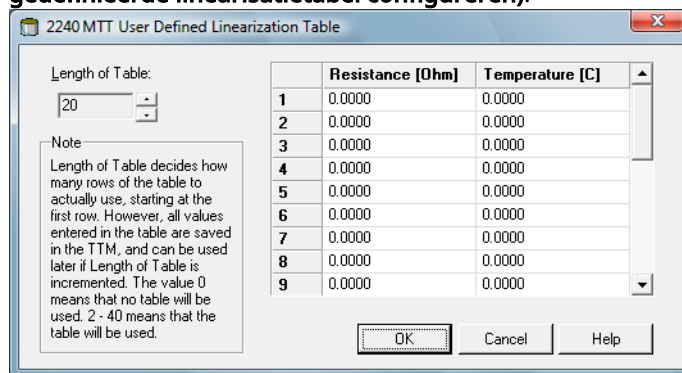 gedefinieerde linearisatietabel configureren).
2240 MTT User Defined Linearization Table
Length of Table:
20
Note
Length of Table decides how
many rows of the table to
actually use, starting at the
first row. However, all values
entered in the table are saved
in the TTM, and can be used
later if Length of Table is
incremented. The value 0
means that no table will be
used. 2 - 40 means that the
table will be used.
Resistance [Ohm] Temperature [C]
1 0.0000 0.0000
2 0.0000 0.0000
3 0.0000 0.0000
4 0.0000 0.0000
5 0.0000 0.0000
6 0.0000 0.0000
7 0.0000 0.0000
8 0.0000 0.0000
9 0.0000 0.0000
OK Cancel Help